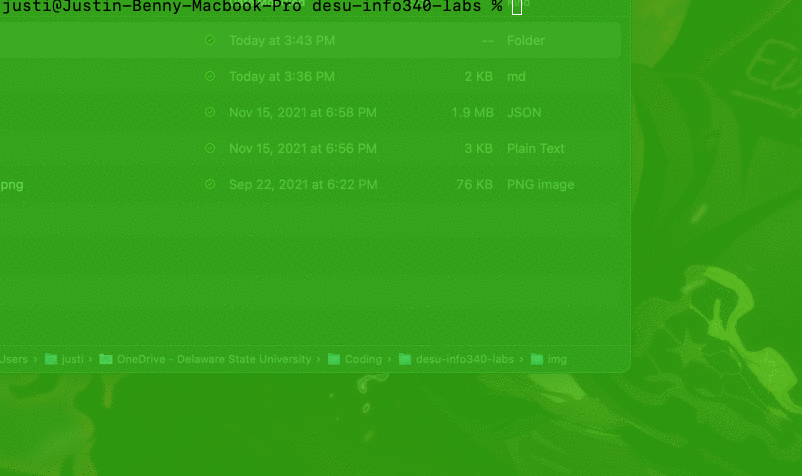 justi@Justin-Benny-Macbook-Pro desu-info340-labs %
Kind
Today at 3:43 PM -- Folder
Today at 3:36 PM 2 KB md
Nov 15, 2021 at 6:58 PM 1.9 MB JSON
Nov 15, 2021 at 6:56 PM 3 KB Plain Text
png Sep 22, 2021 at 6:22 PM 76 KB PNG image
Users › justi › OneDrive - Delaware State University › Coding › desu-info340-labs › img